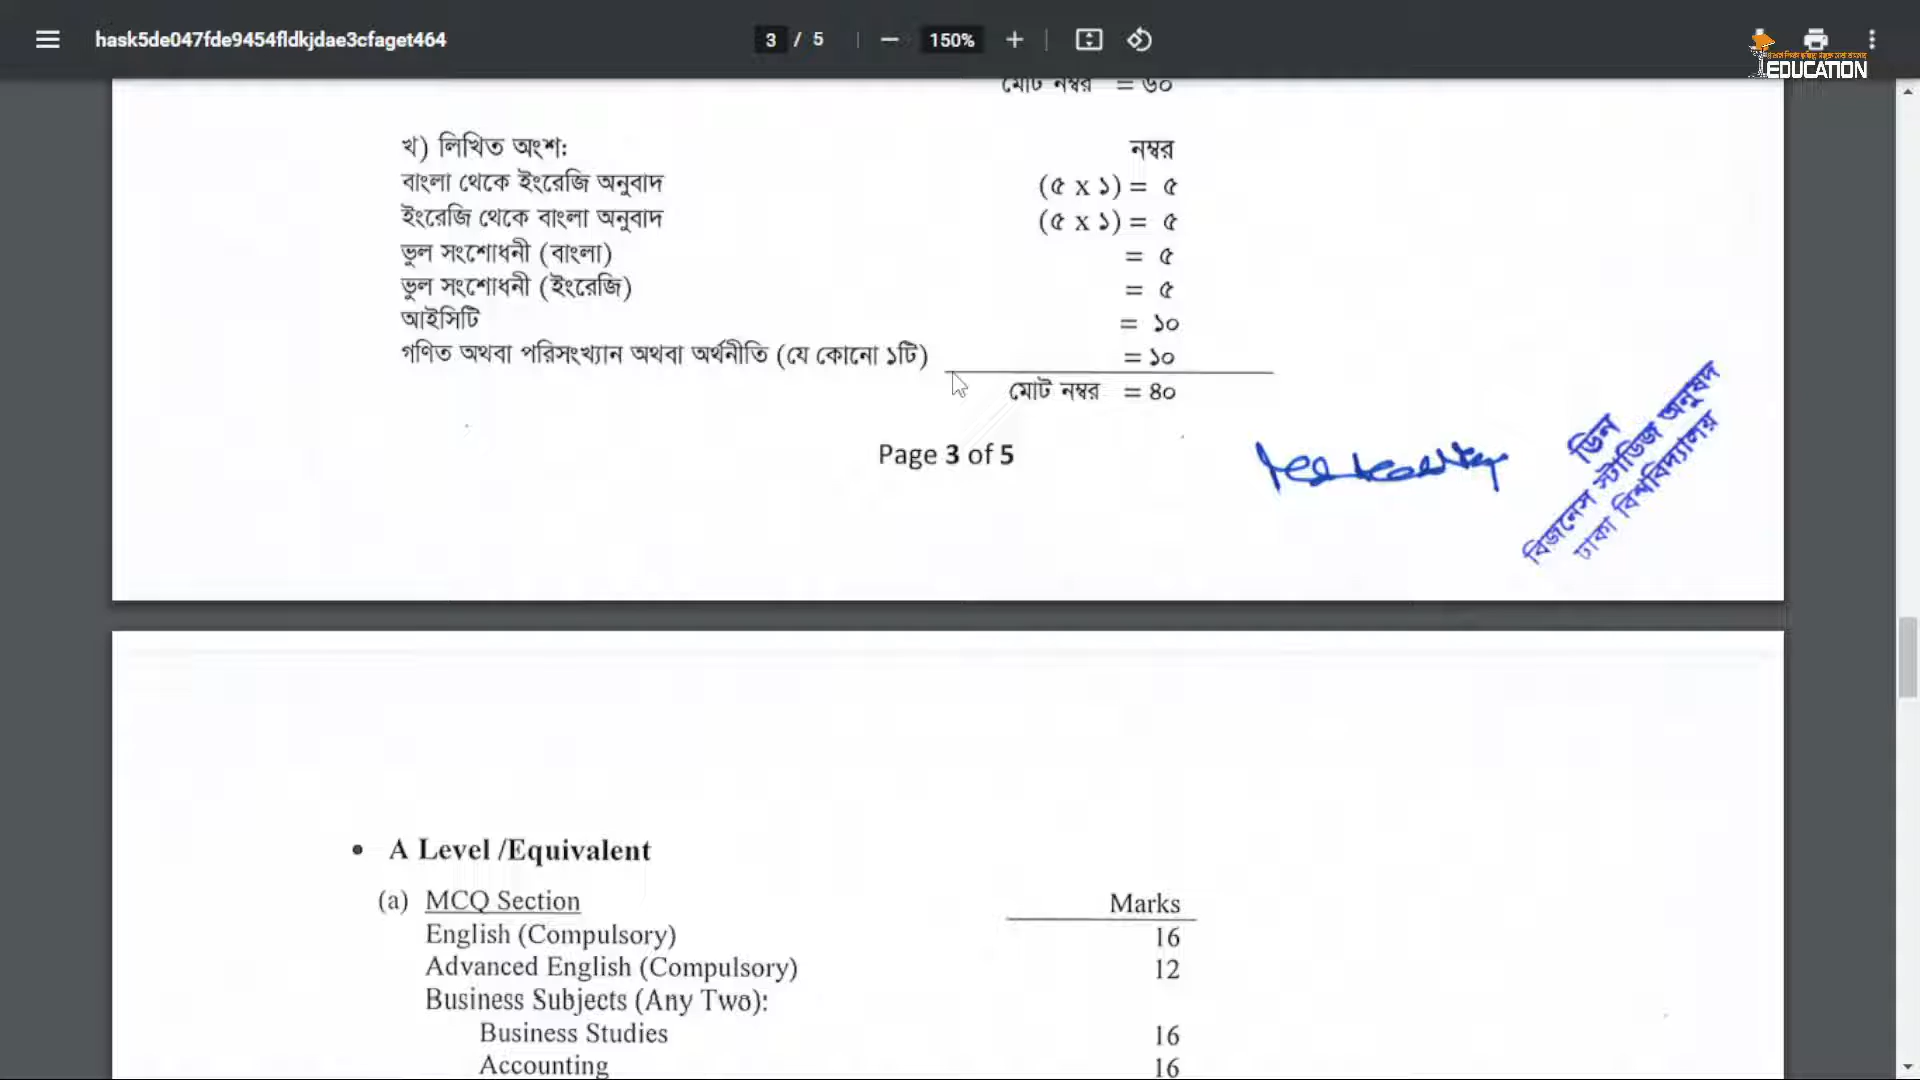 hask5de047fde9454fldkjdae3cfaget464
3 / 5
150%
EDUCATION
মোট নম্বর = ৬০
খ) লিখিত অংশঃ নম্বর
বাংলা থেকে ইংরেজি অনুবাদ (৫ x ১) = ৫
ইংরেজি থেকে বাংলা অনুবাদ (৫ x ১) = ৫
ভুল সংশোধনী (বাংলা) = ৫
ভুল সংশোধনী (ইংরেজি) = ৫
আইসিটি = ১০
গণিত অথবা পরিসংখ্যান অথবা অর্থনীতি (যে কোনো ১টি) = ১০
মোট নম্বর = ৪০
Page 3 of 5
ডিন
বিজনেস স্টাডিজ অনুষদ
ঢাকা বিশ্ববিদ্যালয়
• A Level /Equivalent
(a) MCQ Section Marks
English (Compulsory) 16
Advanced English (Compulsory) 12
Business Subjects (Any Two):
Business Studies 16
Accounting 16